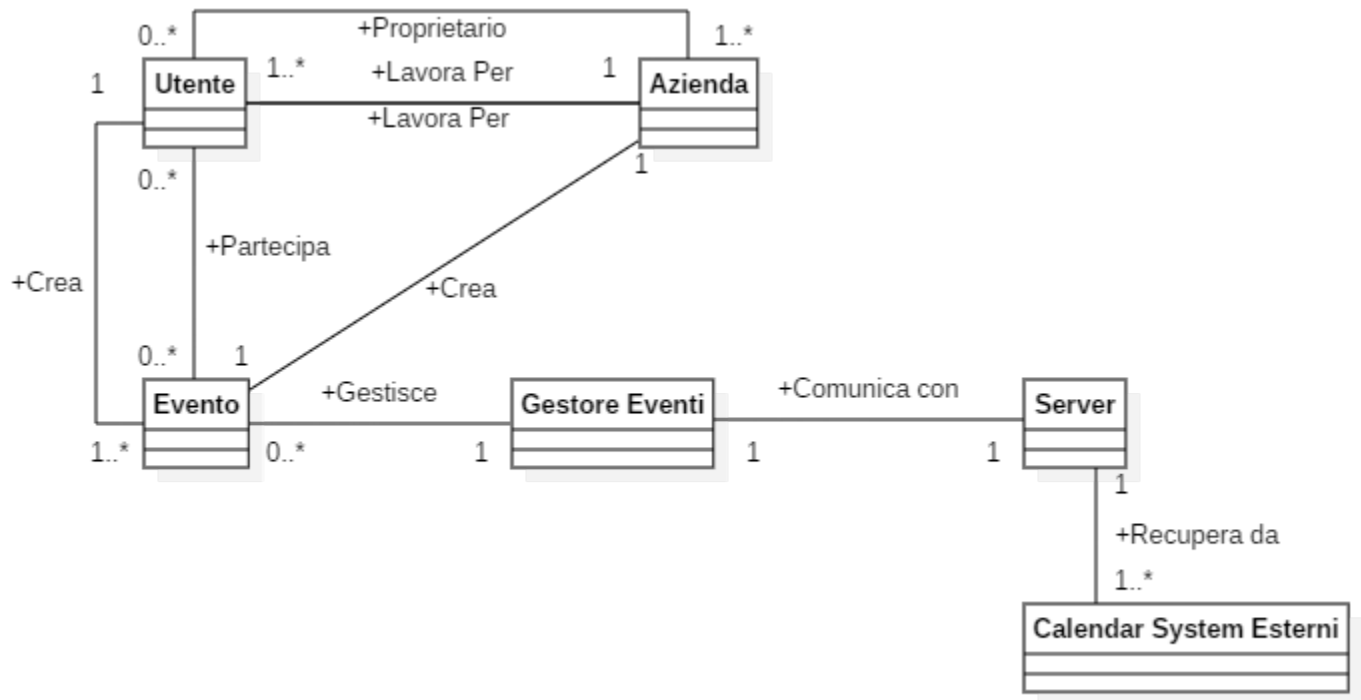 +Proprietario
0..*
1..*
1
Utente
1..*
+Lavora Per
1
Azienda
+Lavora Per
0..*
1
+Partecipa
+Crea
+Crea
0..*
1
Evento
+Gestisce
Gestore Eventi
+Comunica con
Server
1..*
0..*
1
1
1
1
+Recupera da
1..*
Calendar System Esterni